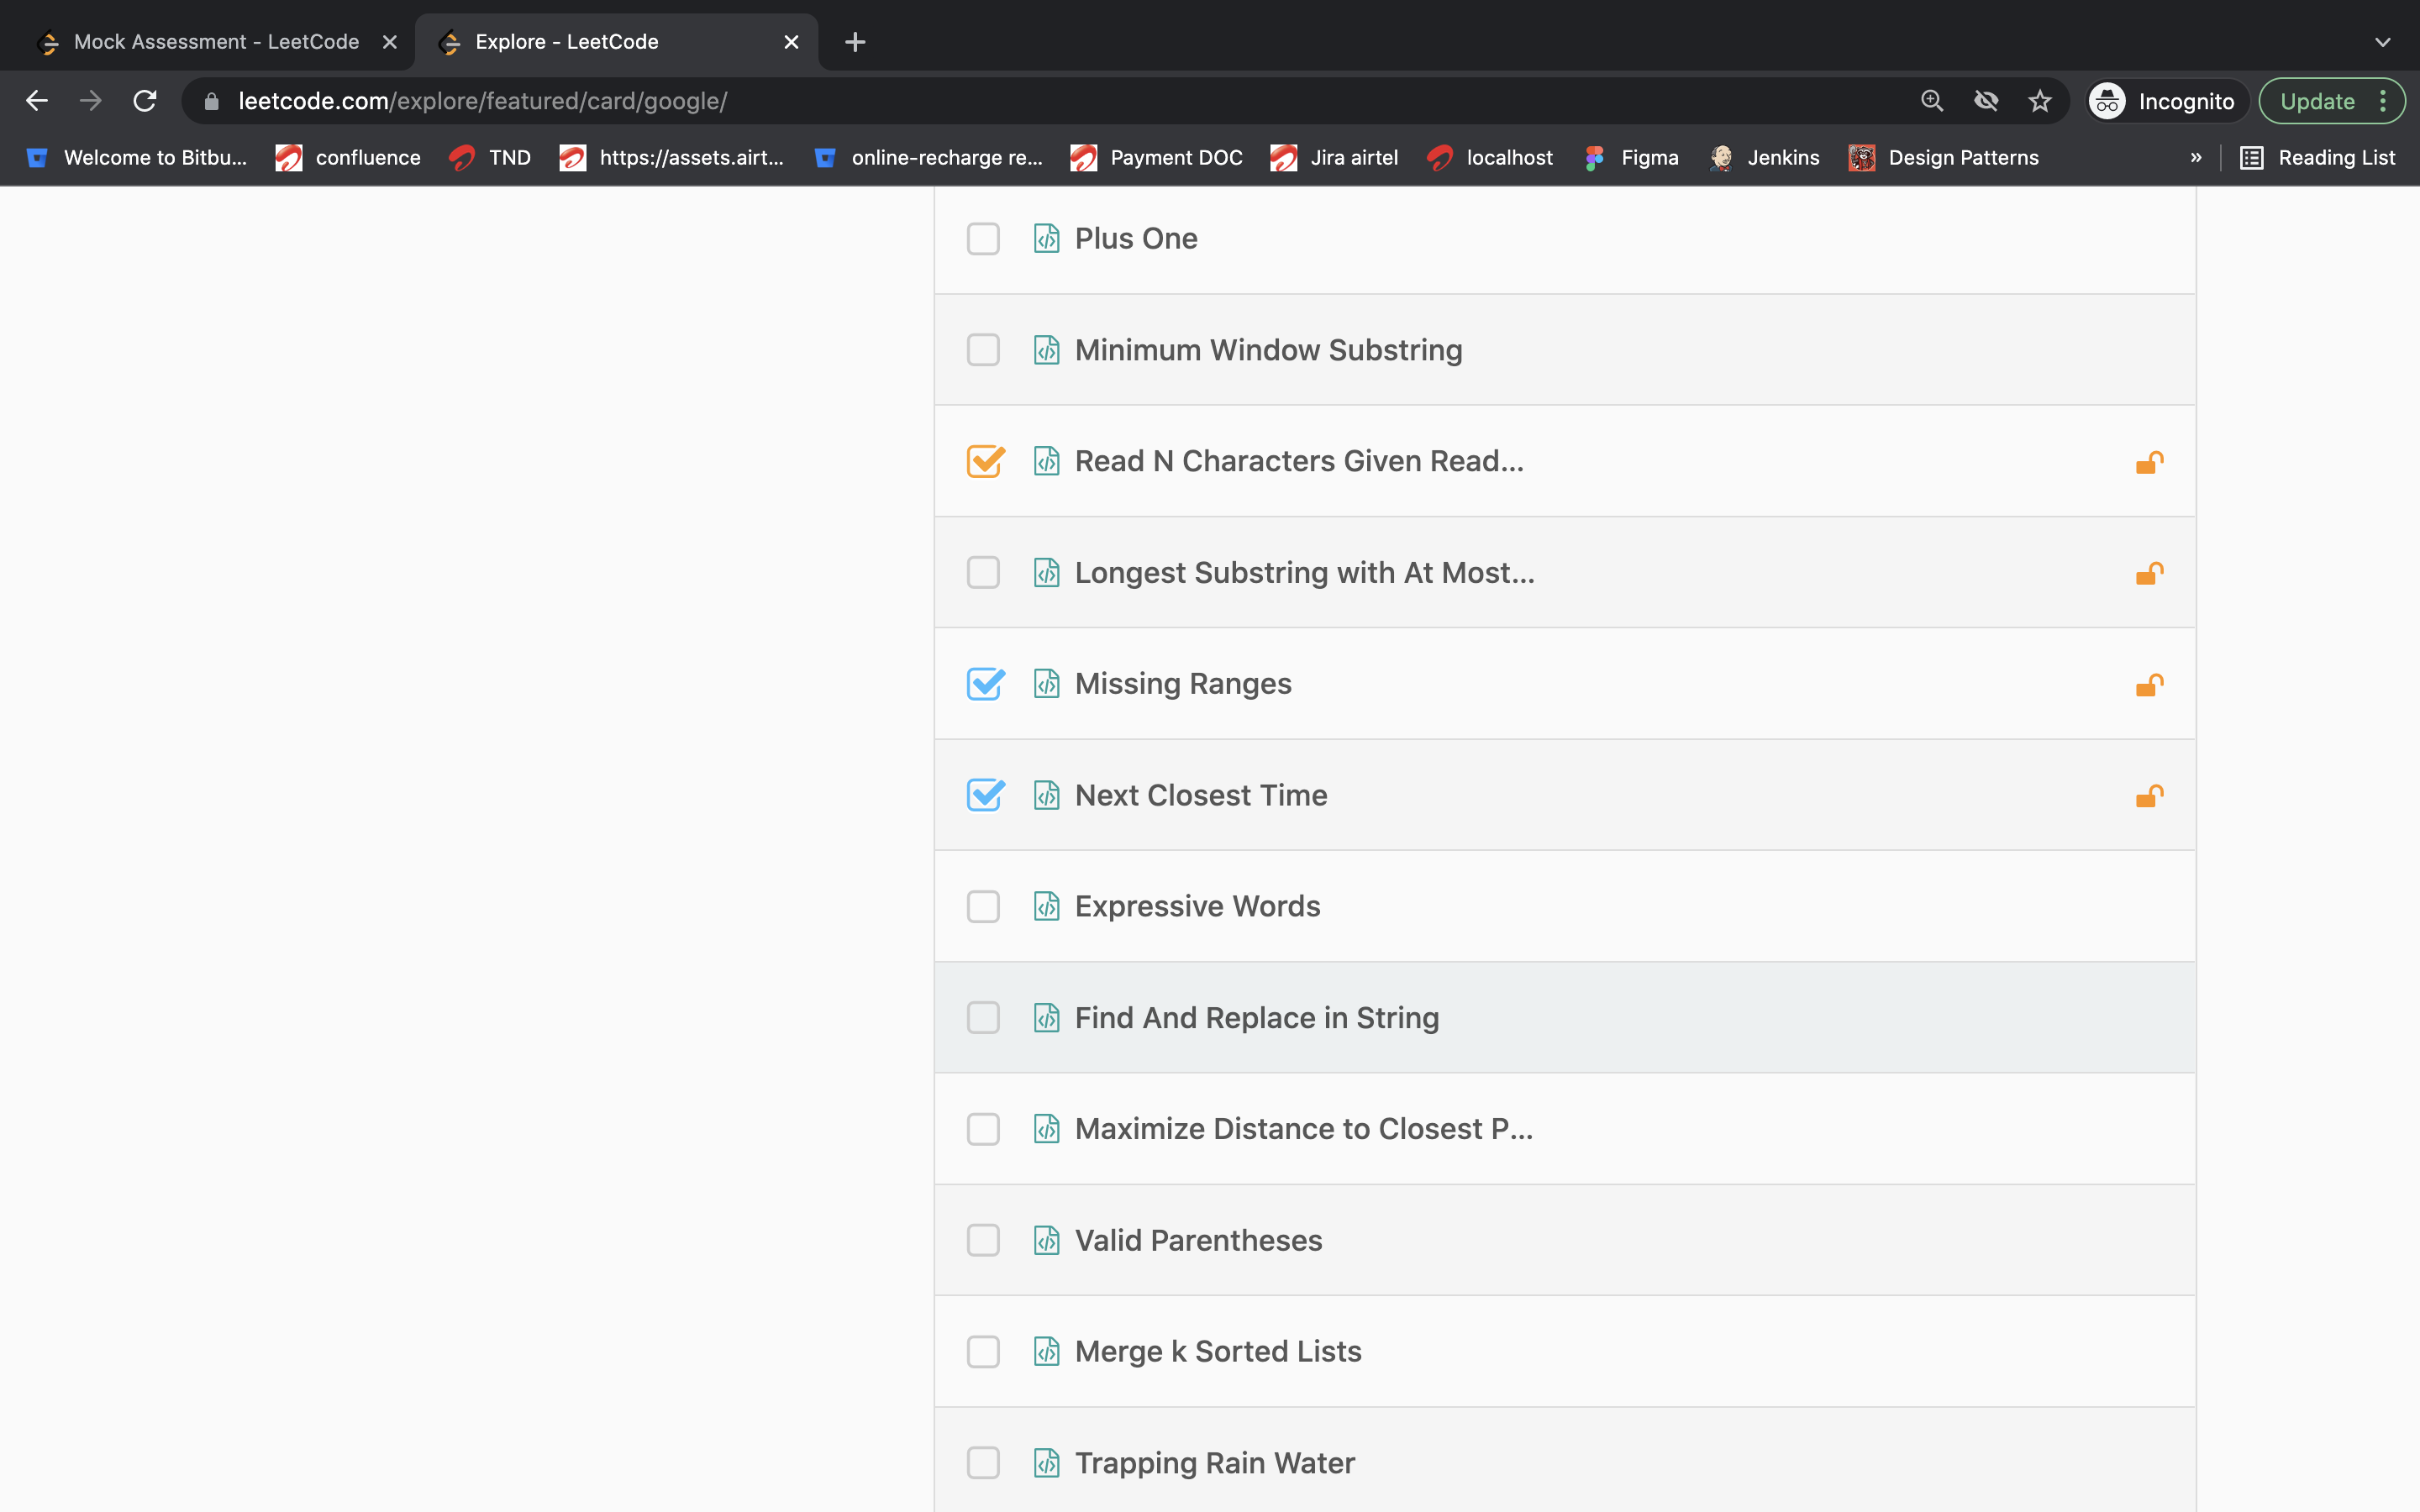 Mock Assessment - LeetCode
Explore - LeetCode
leetcode.com/explore/featured/card/google/
Incognito
Update
Welcome to Bitbu...
confluence
TND
https://assets.airt...
online-recharge re...
Payment DOC
Jira airtel
localhost
Figma
Jenkins
Design Patterns
»
Reading List
Plus One
Minimum Window Substring
Read N Characters Given Read...
Longest Substring with At Most...
Missing Ranges
Next Closest Time
Expressive Words
Find And Replace in String
Maximize Distance to Closest P...
Valid Parentheses
Merge k Sorted Lists
Trapping Rain Water